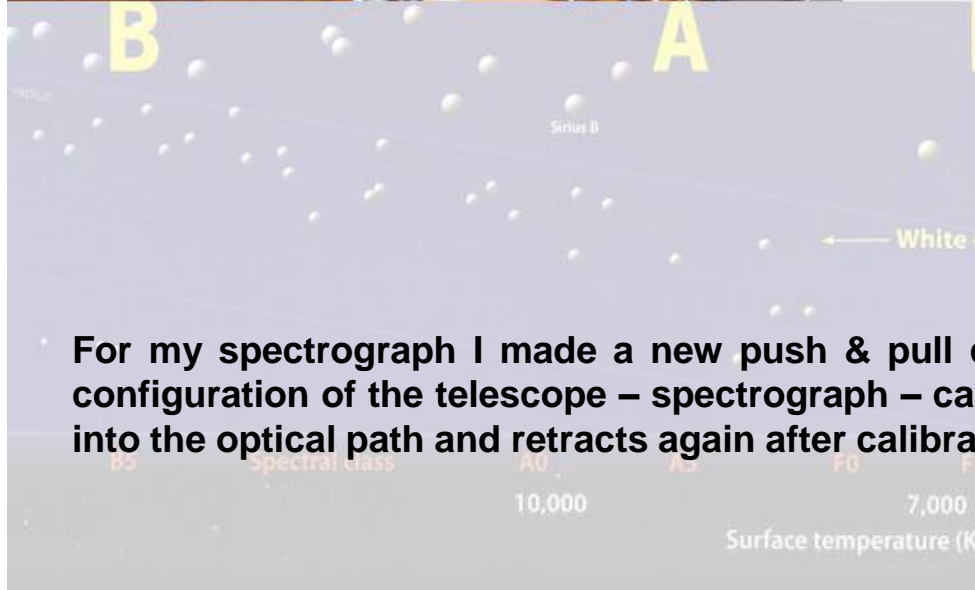 B A
radius
Sirius B
White
For my spectrograph I made a new push & pull
configuration of the telescope – spectrograph – ca
into the optical path and retracts again after calibra
B5 Spectral class A0 A5 F0 F
10,000 7,000
Surface temperature (K